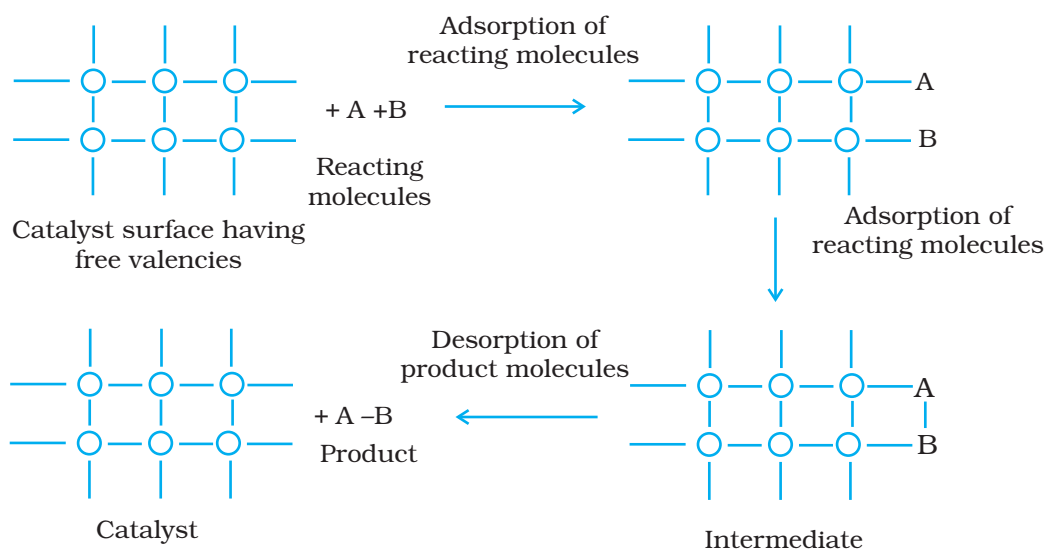 Adsorption of
reacting molecules
A
+ A +B
B
Reacting
molecules
Catalyst surface having
free valencies
Adsorption of
reacting molecules
Desorption of
product molecules
A
+ A –B
B
Product
Catalyst
Intermediate